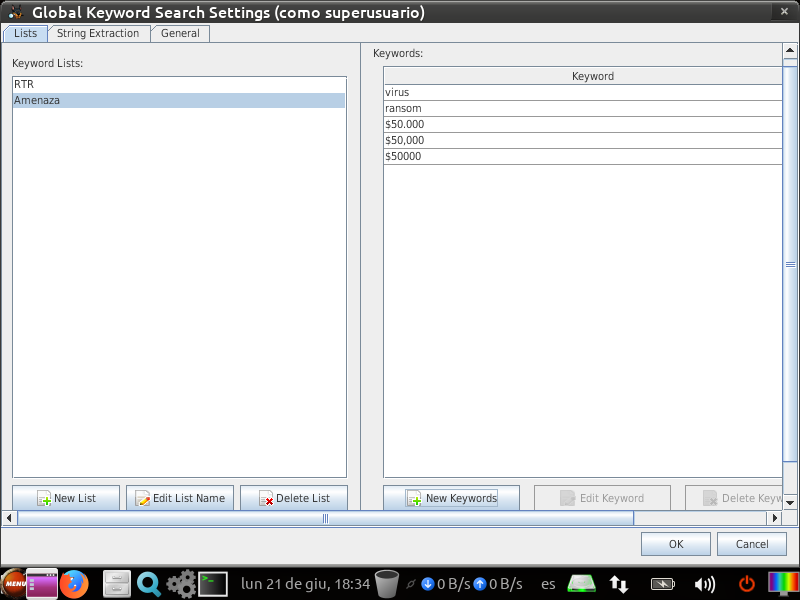 Global Keyword Search Settings (como superusuario)
Lists String Extraction General
Keyword Lists:
RTR
Amenaza
New List Edit List Name Delete List
Keywords:
Keyword
virus
ransom
$50.000
$50,000
$50000
New Keywords Edit Keyword Delete Keyw
OK Cancel
MENU lun 21 de giu, 18:34 0 B/s 0 B/s es